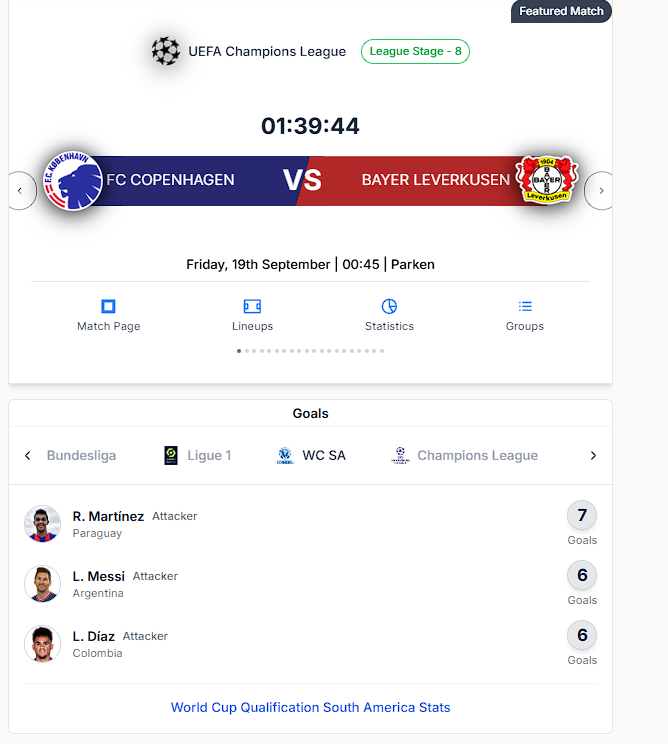 Featured Match
UEFA Champions League League Stage - 8
01:39:44
F.C. KØBENHAVN
FC COPENHAGEN VS BAYER LEVERKUSEN
1904
BAYER
BAYER
Leverkusen
Friday, 19th September | 00:45 | Parken
Match Page Lineups Statistics Groups
Goals
Bundesliga Ligue 1 WC SA Champions League
R. Martínez Attacker 7
Paraguay Goals
L. Messi Attacker 6
Argentina Goals
L. Díaz Attacker 6
Colombia Goals
World Cup Qualification South America Stats